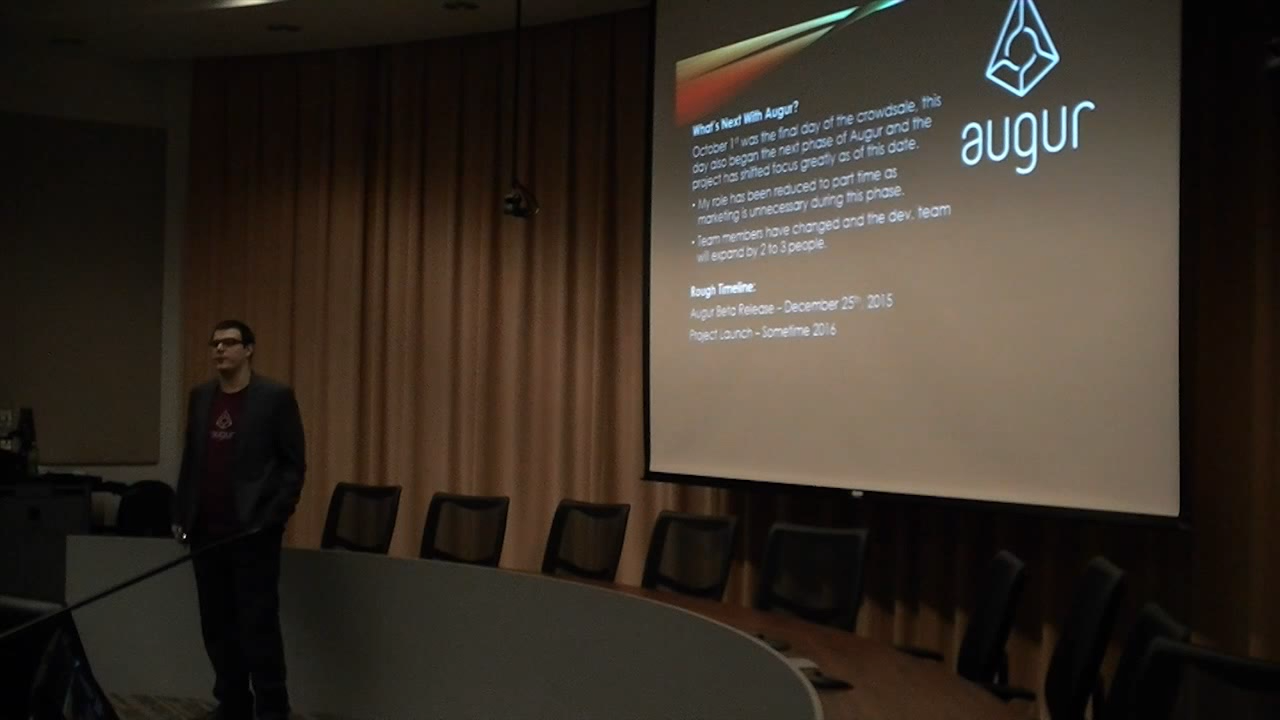 What's Next With Augur?
October 1st was the final day of the crowdsale, this
day also began the next phase of Augur and the
project has shifted focus greatly as of this date.
• My role has been reduced to part time as
marketing is unnecessary during this phase.
• Team members have changed and the dev. team
will expand by 2 to 3 people.
Rough Timeline:
Augur Beta Release – December 25th, 2015
Project Launch – Sometime 2016
augur
augur